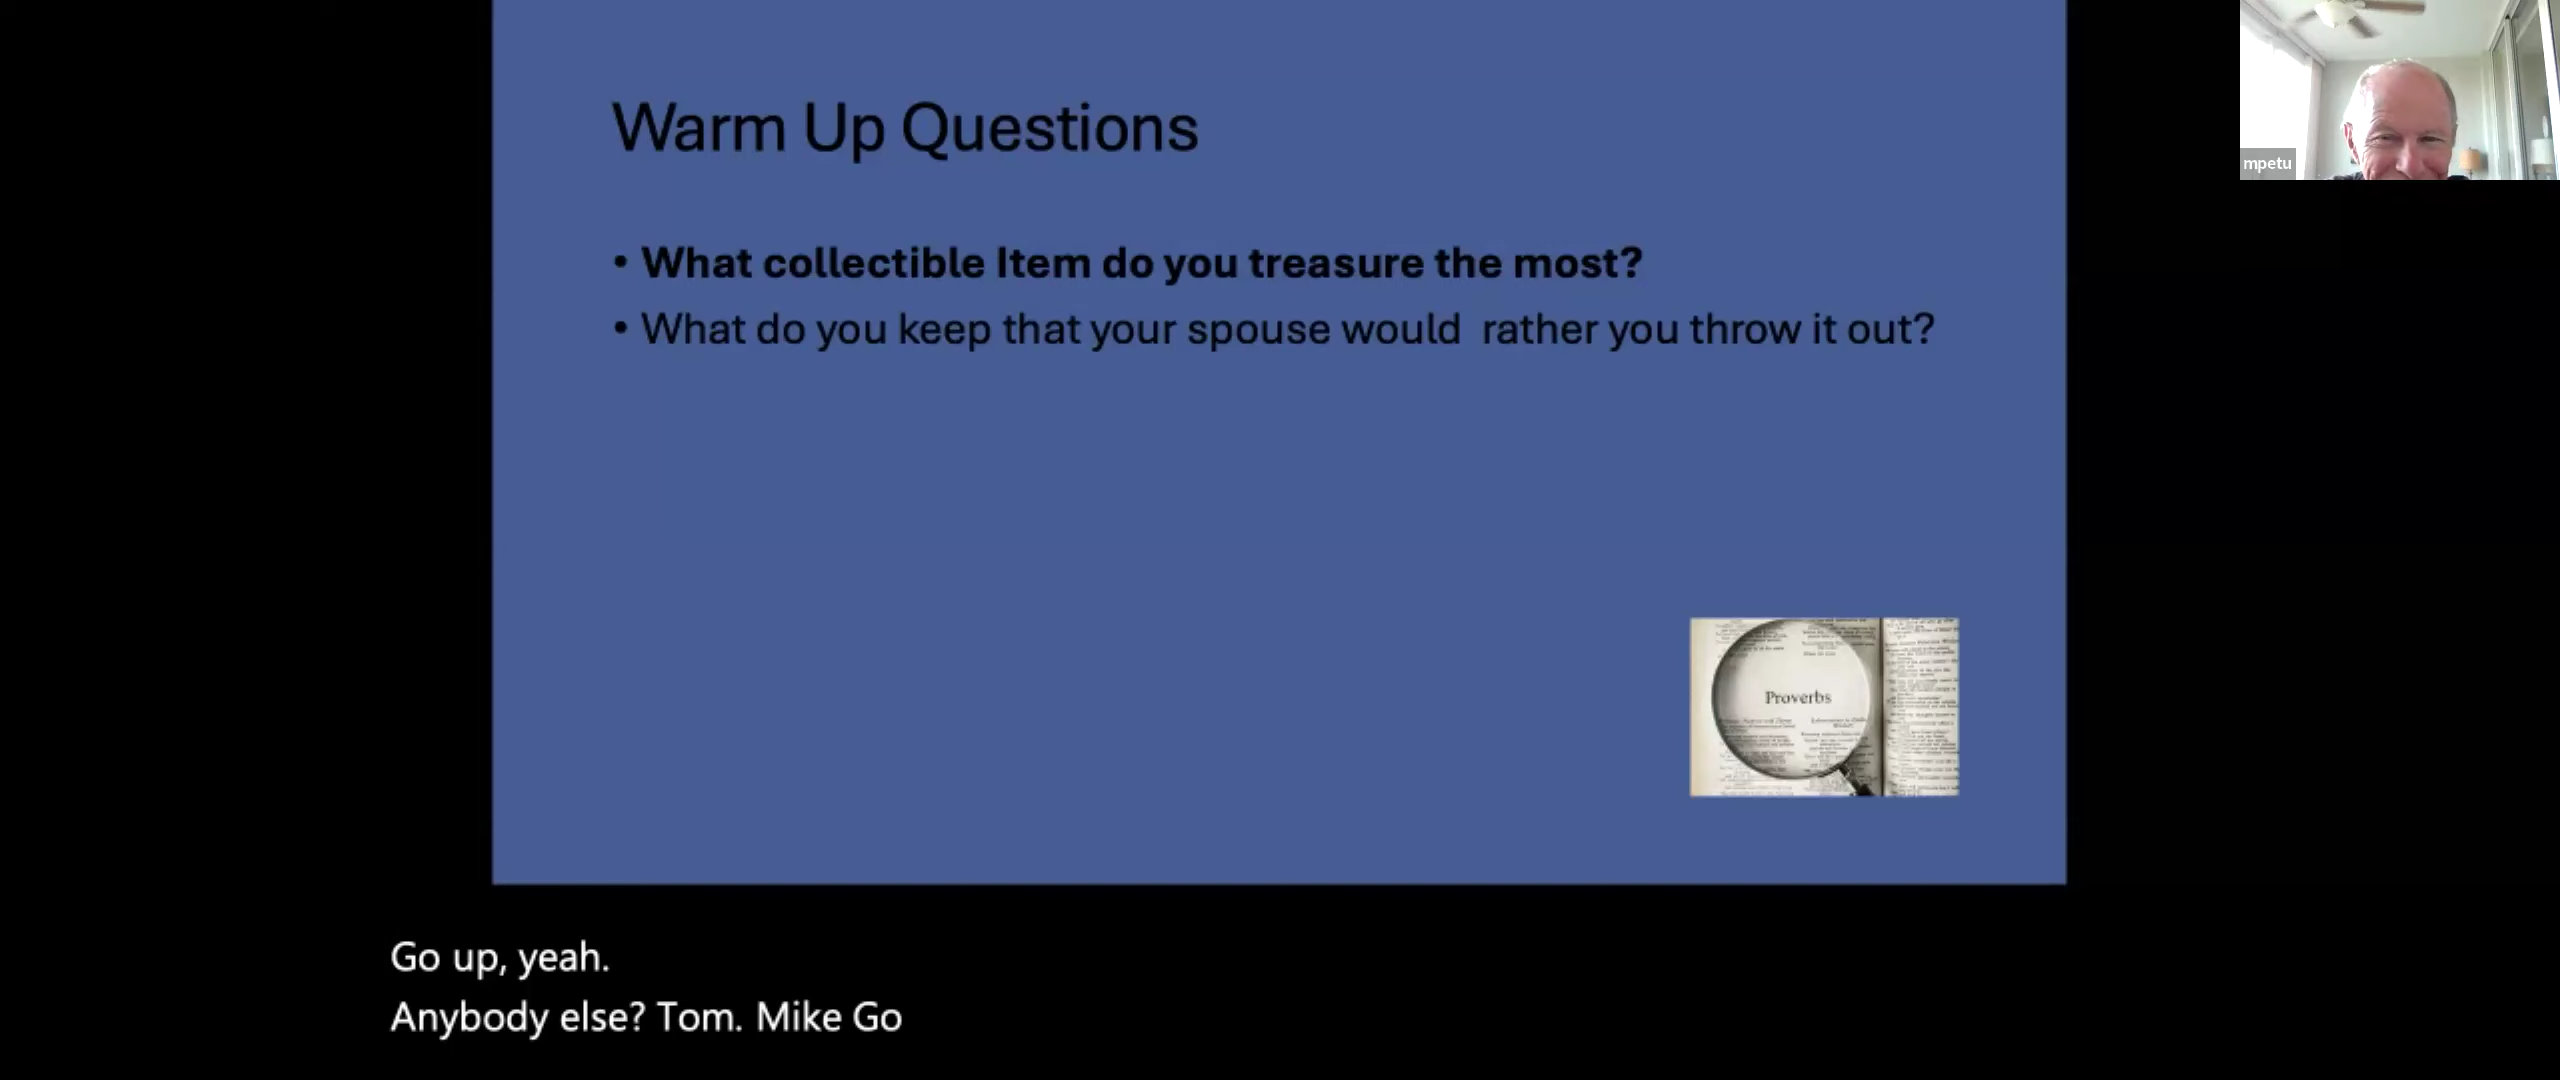 Warm Up Questions
mpetu
• What collectible Item do you treasure the most?
• What do you keep that your spouse would  rather you throw it out?
Proverbs
Go up, yeah.
Anybody else? Tom. Mike Go